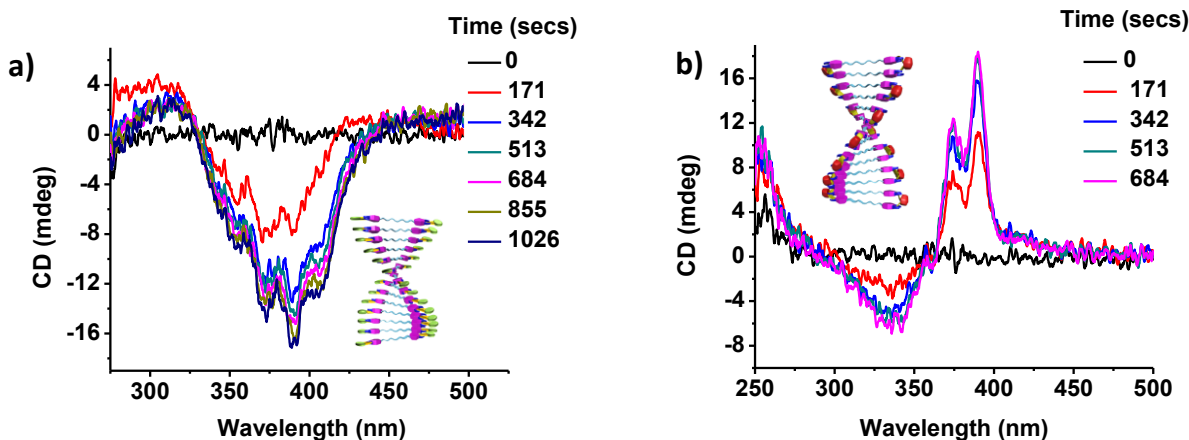 a)
Time (secs)
0
171
342
513
684
855
1026
4
0
-4
-8
-12
-16
CD (mdeg)
300 350 400 450 500
Wavelength (nm)
b)
Time (secs)
0
171
342
513
684
16
12
8
4
0
-4
-8
CD (mdeg)
250 300 350 400 450 500
Wavelength (nm)